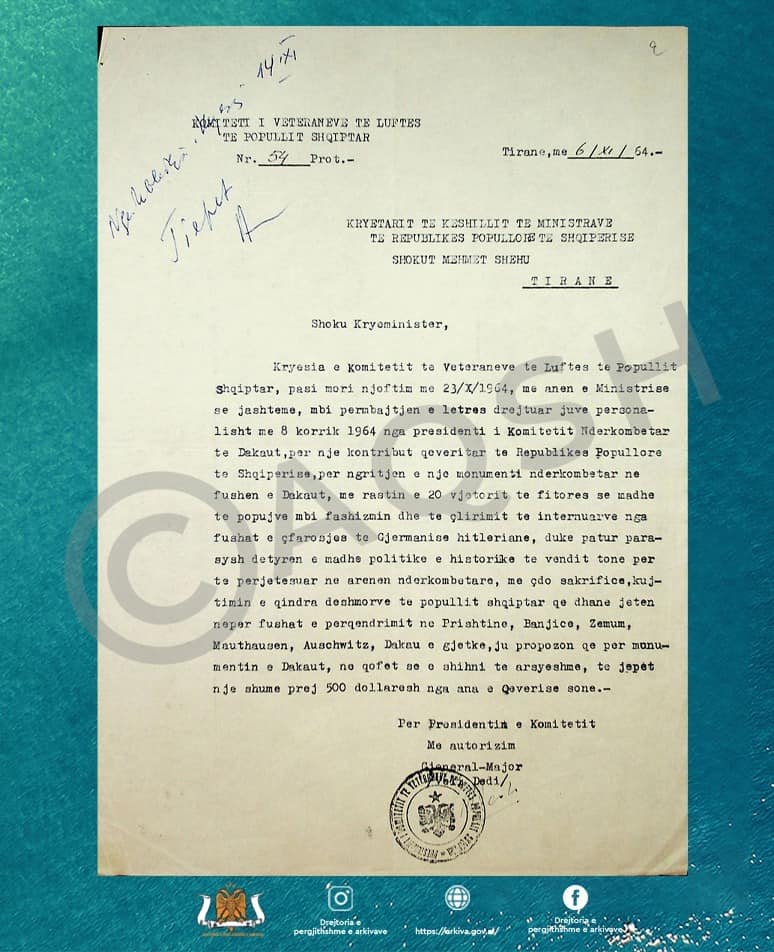 14 XI
2
KOMITETI I VETERANEVE TE LUFTES
TE POPULLIT SHQIPTAR
Nr. 54 Prot.-
Tirane, me 6/XI/ 64.-
KRYETARIT TE KESHILLIT TE MINISTRAVE
TE REPUBLIKES POPULLORE TE SHQIPERISE
SHOKUT MEHMET SHEHU
TIRANE
Shoku Kryeminister,
Kryesia e Komitetit te Veteraneve te Luftes te Popullit
Shqiptar, pasi mori njoftim me 23/X/1964, me anen e Ministrise
se jashteme, mbi permbajtjen e letres drejtuar juve persona-
lisht me 8 korrik 1964 nga presidenti i Komitetit Nderkombetar
te Dakaut,per nje kontribut qeveritar te Republikes Popullore
te Shqiperise,per ngritjen e nje monumenti nderkombetar ne
fushen e Dakaut, me rastin e 20 vjetorit te fitores se madhe
te popujve mbi fashizmin dhe te çlirimit te internuarve nga
fushat e çfarosjes te Gjermanise hitleriane, duke patur para-
sysh detyren e madhe politike e historike te vendit tone per
te perjetesuar ne arenen nderkombetare, me çdo sakrifice,kuj-
timin e qindra deshmorve te popullit shqiptar qe dhane jeten
neper fushat e perqendrimit ne Prishtine, Banjice, Zemum,
Mauthausen, Auschwitz, Dakau e gjetke,ju propozon qe per monu-
mentin e Dakaut, ne qofet se e shihni te arsyeshme, te jepet
nje shume prej 500 dollaresh nga ana e Qeverise sone.-
Per Presidentin e Komitetit
Me autorizim
Gjeneral-Major
Dedi/
©AQSH
Drejtoria e
pergjithshme e arkivave
https://arkiva.gov.al/
Drejtoria e
pergjithshme e arkivave